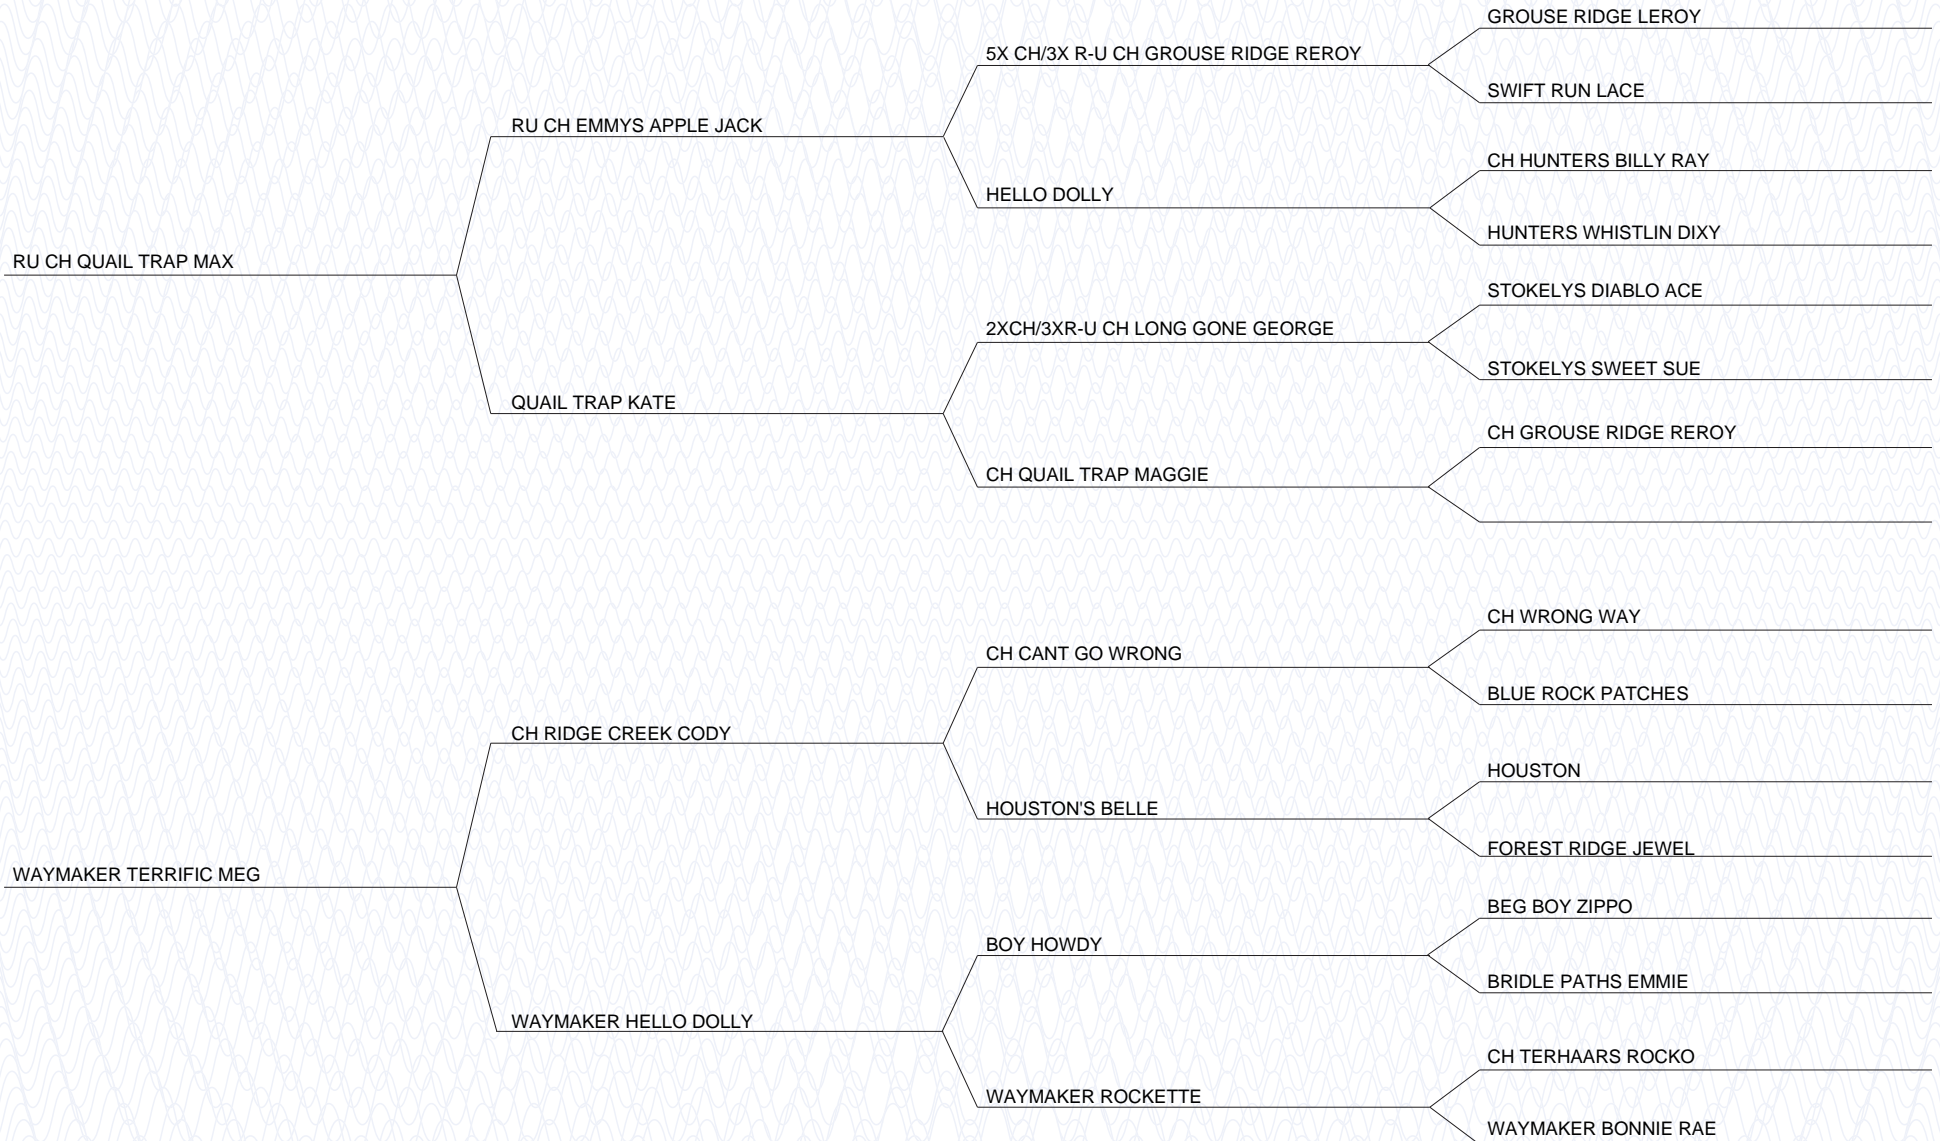 GROUSE RIDGE LEROY
5X CH/3X R-U CH GROUSE RIDGE REROY
SWIFT RUN LACE
RU CH EMMYS APPLE JACK
CH HUNTERS BILLY RAY
HELLO DOLLY
HUNTERS WHISTLIN DIXY
RU CH QUAIL TRAP MAX
STOKELYS DIABLO ACE
2XCH/3XR-U CH LONG GONE GEORGE
STOKELYS SWEET SUE
QUAIL TRAP KATE
CH GROUSE RIDGE REROY
CH QUAIL TRAP MAGGIE
CH WRONG WAY
CH CANT GO WRONG
BLUE ROCK PATCHES
CH RIDGE CREEK CODY
HOUSTON
HOUSTON'S BELLE
FOREST RIDGE JEWEL
WAYMAKER TERRIFIC MEG
BEG BOY ZIPPO
BOY HOWDY
BRIDLE PATHS EMMIE
WAYMAKER HELLO DOLLY
CH TERHAARS ROCKO
WAYMAKER ROCKETTE
WAYMAKER BONNIE RAE